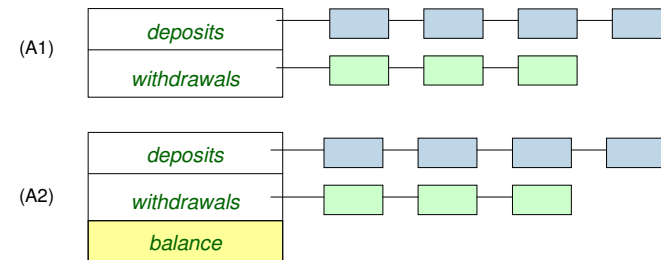 (A1)
deposits
withdrawals
(A2)
deposits
withdrawals
balance